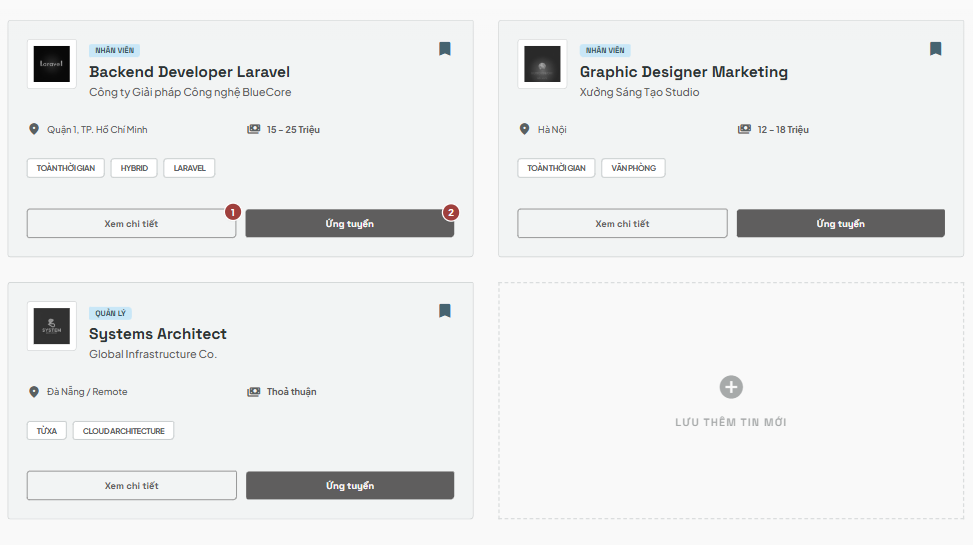 NHÂN VIÊN
Laravel
Backend Developer Laravel
Công ty Giải pháp Công nghệ BlueCore
Quận 1, TP. Hồ Chí Minh
15 - 25 Triệu
TOÀN THỜI GIAN HYBRID LARAVEL
Xem chi tiết 1 Ứng tuyển 2
NHÂN VIÊN
Graphic Designer Marketing
Xưởng Sáng Tạo Studio
Hà Nội
12 - 18 Triệu
TOÀN THỜI GIAN VĂN PHÒNG
Xem chi tiết Ứng tuyển
QUẢN LÝ
SYSTEM
Systems Architect
Global Infrastructure Co.
Đà Nẵng / Remote
Thoả thuận
TỪ XA CLOUD ARCHITECTURE
Xem chi tiết Ứng tuyển
LƯU THÊM TIN MỚI